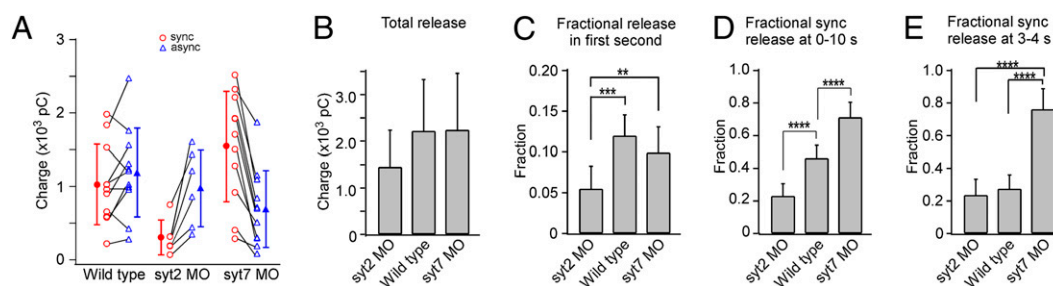 A
sync
async
Charge (x10³ pC)
3
2
1
0
Wild type
syt2 MO
syt7 MO
B
Total release
Charge (x10³ pC)
3.0
2.0
1.0
0
syt2 MO
Wild type
syt7 MO
C
Fractional release
in first second
Fraction
0.20
0.15
0.10
0.05
0
**
***
syt2 MO
Wild type
syt7 MO
D
Fractional sync
release at 0-10 s
Fraction
1.0
0.8
0.6
0.4
0.2
0
****
****
syt2 MO
Wild type
syt7 MO
E
Fractional sync
release at 3-4 s
Fraction
1.0
0.8
0.6
0.4
0.2
0
****
****
syt2 MO
Wild type
syt7 MO